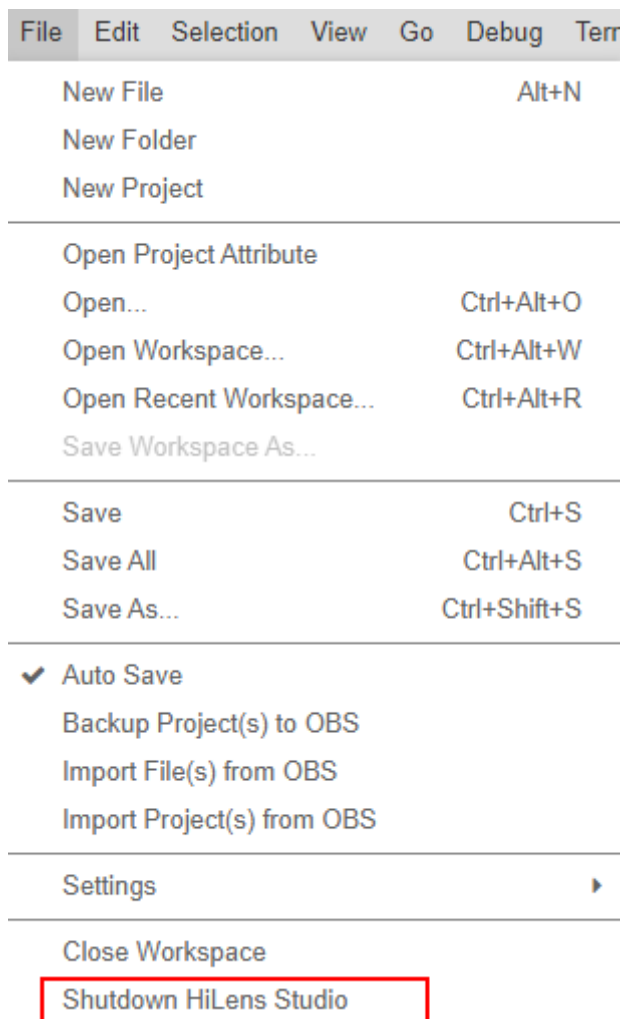 File Edit Selection View Go Debug
New File Alt+N
New Folder
New Project
Open Project Attribute
Open... Ctrl+Alt+O
Open Workspace... Ctrl+Alt+W
Open Recent Workspace... Ctrl+Alt+R
Save Workspace As...
Save Ctrl+S
Save All Ctrl+Alt+S
Save As... Ctrl+Shift+S
Auto Save
Backup Project(s) to OBS
Import File(s) from OBS
Import Project(s) from OBS
Settings
Close Workspace
Shutdown HiLens Studio